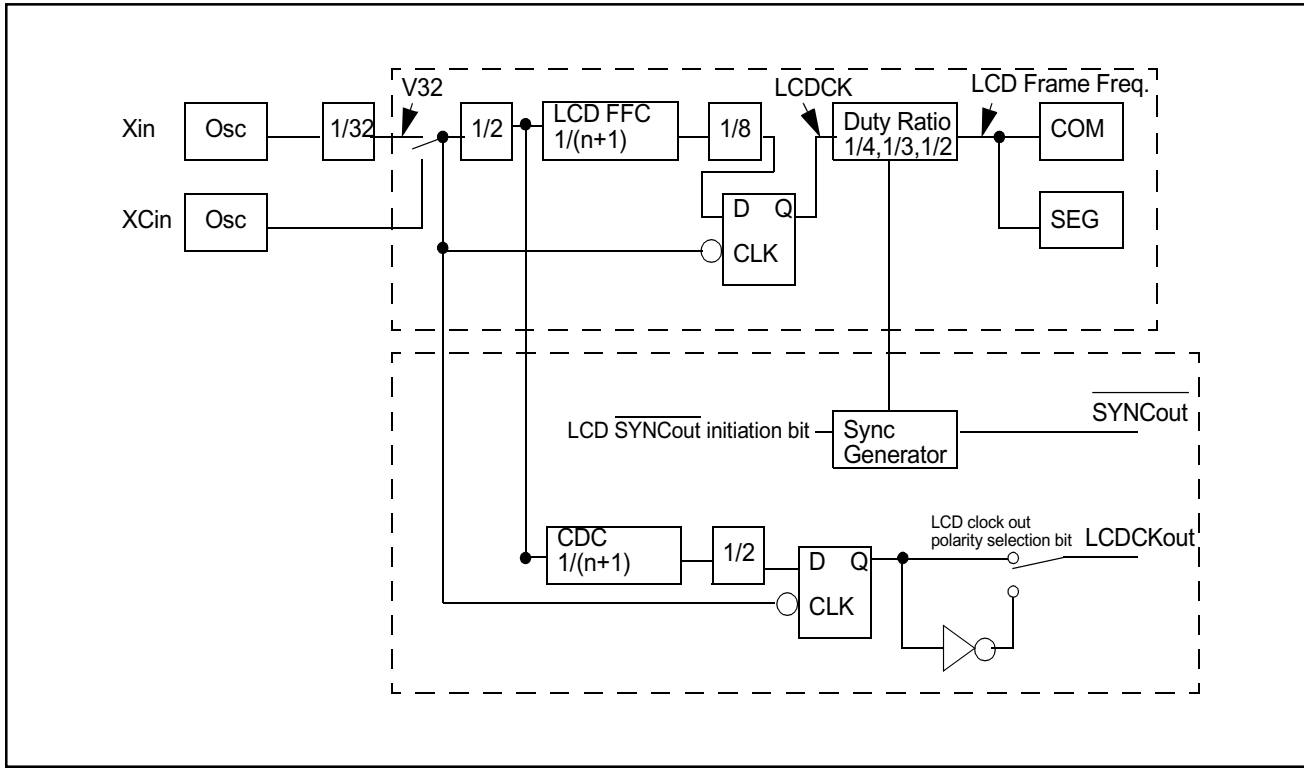 V32
LCDCK
LCD Frame Freq.
Xin
Osc
1/32
1/2
LCD FFC
1/(n+1)
1/8
Duty Ratio
1/4,1/3,1/2
COM
XCin
Osc
D Q
CLK
SEG
LCD SYNCout initiation bit
Sync
Generator
SYNCout
CDC
1/(n+1)
1/2
D Q
CLK
LCD clock out
polarity selection bit
LCDCKout